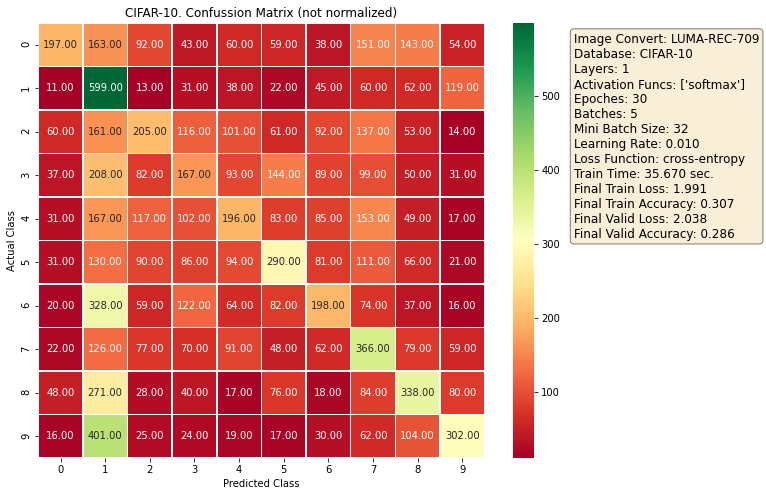 CIFAR-10. Confussion Matrix (not normalized)
Actual Class
0 197.00 163.00 92.00 43.00 60.00 59.00 38.00 151.00 143.00 54.00
1 11.00 599.00 13.00 31.00 38.00 22.00 45.00 60.00 62.00 119.00
2 60.00 161.00 205.00 116.00 101.00 61.00 92.00 137.00 53.00 14.00
3 37.00 208.00 82.00 167.00 93.00 144.00 89.00 99.00 50.00 31.00
4 31.00 167.00 117.00 102.00 196.00 83.00 85.00 153.00 49.00 17.00
5 31.00 130.00 90.00 86.00 94.00 290.00 81.00 111.00 66.00 21.00
6 20.00 328.00 59.00 122.00 64.00 82.00 198.00 74.00 37.00 16.00
7 22.00 126.00 77.00 70.00 91.00 48.00 62.00 366.00 79.00 59.00
8 48.00 271.00 28.00 40.00 17.00 76.00 18.00 84.00 338.00 80.00
9 16.00 401.00 25.00 24.00 19.00 17.00 30.00 62.00 104.00 302.00
0 1 2 3 4 5 6 7 8 9
Predicted Class
500
400
300
200
100
Image Convert: LUMA-REC-709
Database: CIFAR-10
Layers: 1
Activation Funcs: ['softmax']
Epoches: 30
Batches: 5
Mini Batch Size: 32
Learning Rate: 0.010
Loss Function: cross-entropy
Train Time: 35.670 sec.
Final Train Loss: 1.991
Final Train Accuracy: 0.307
Final Valid Loss: 2.038
Final Valid Accuracy: 0.286